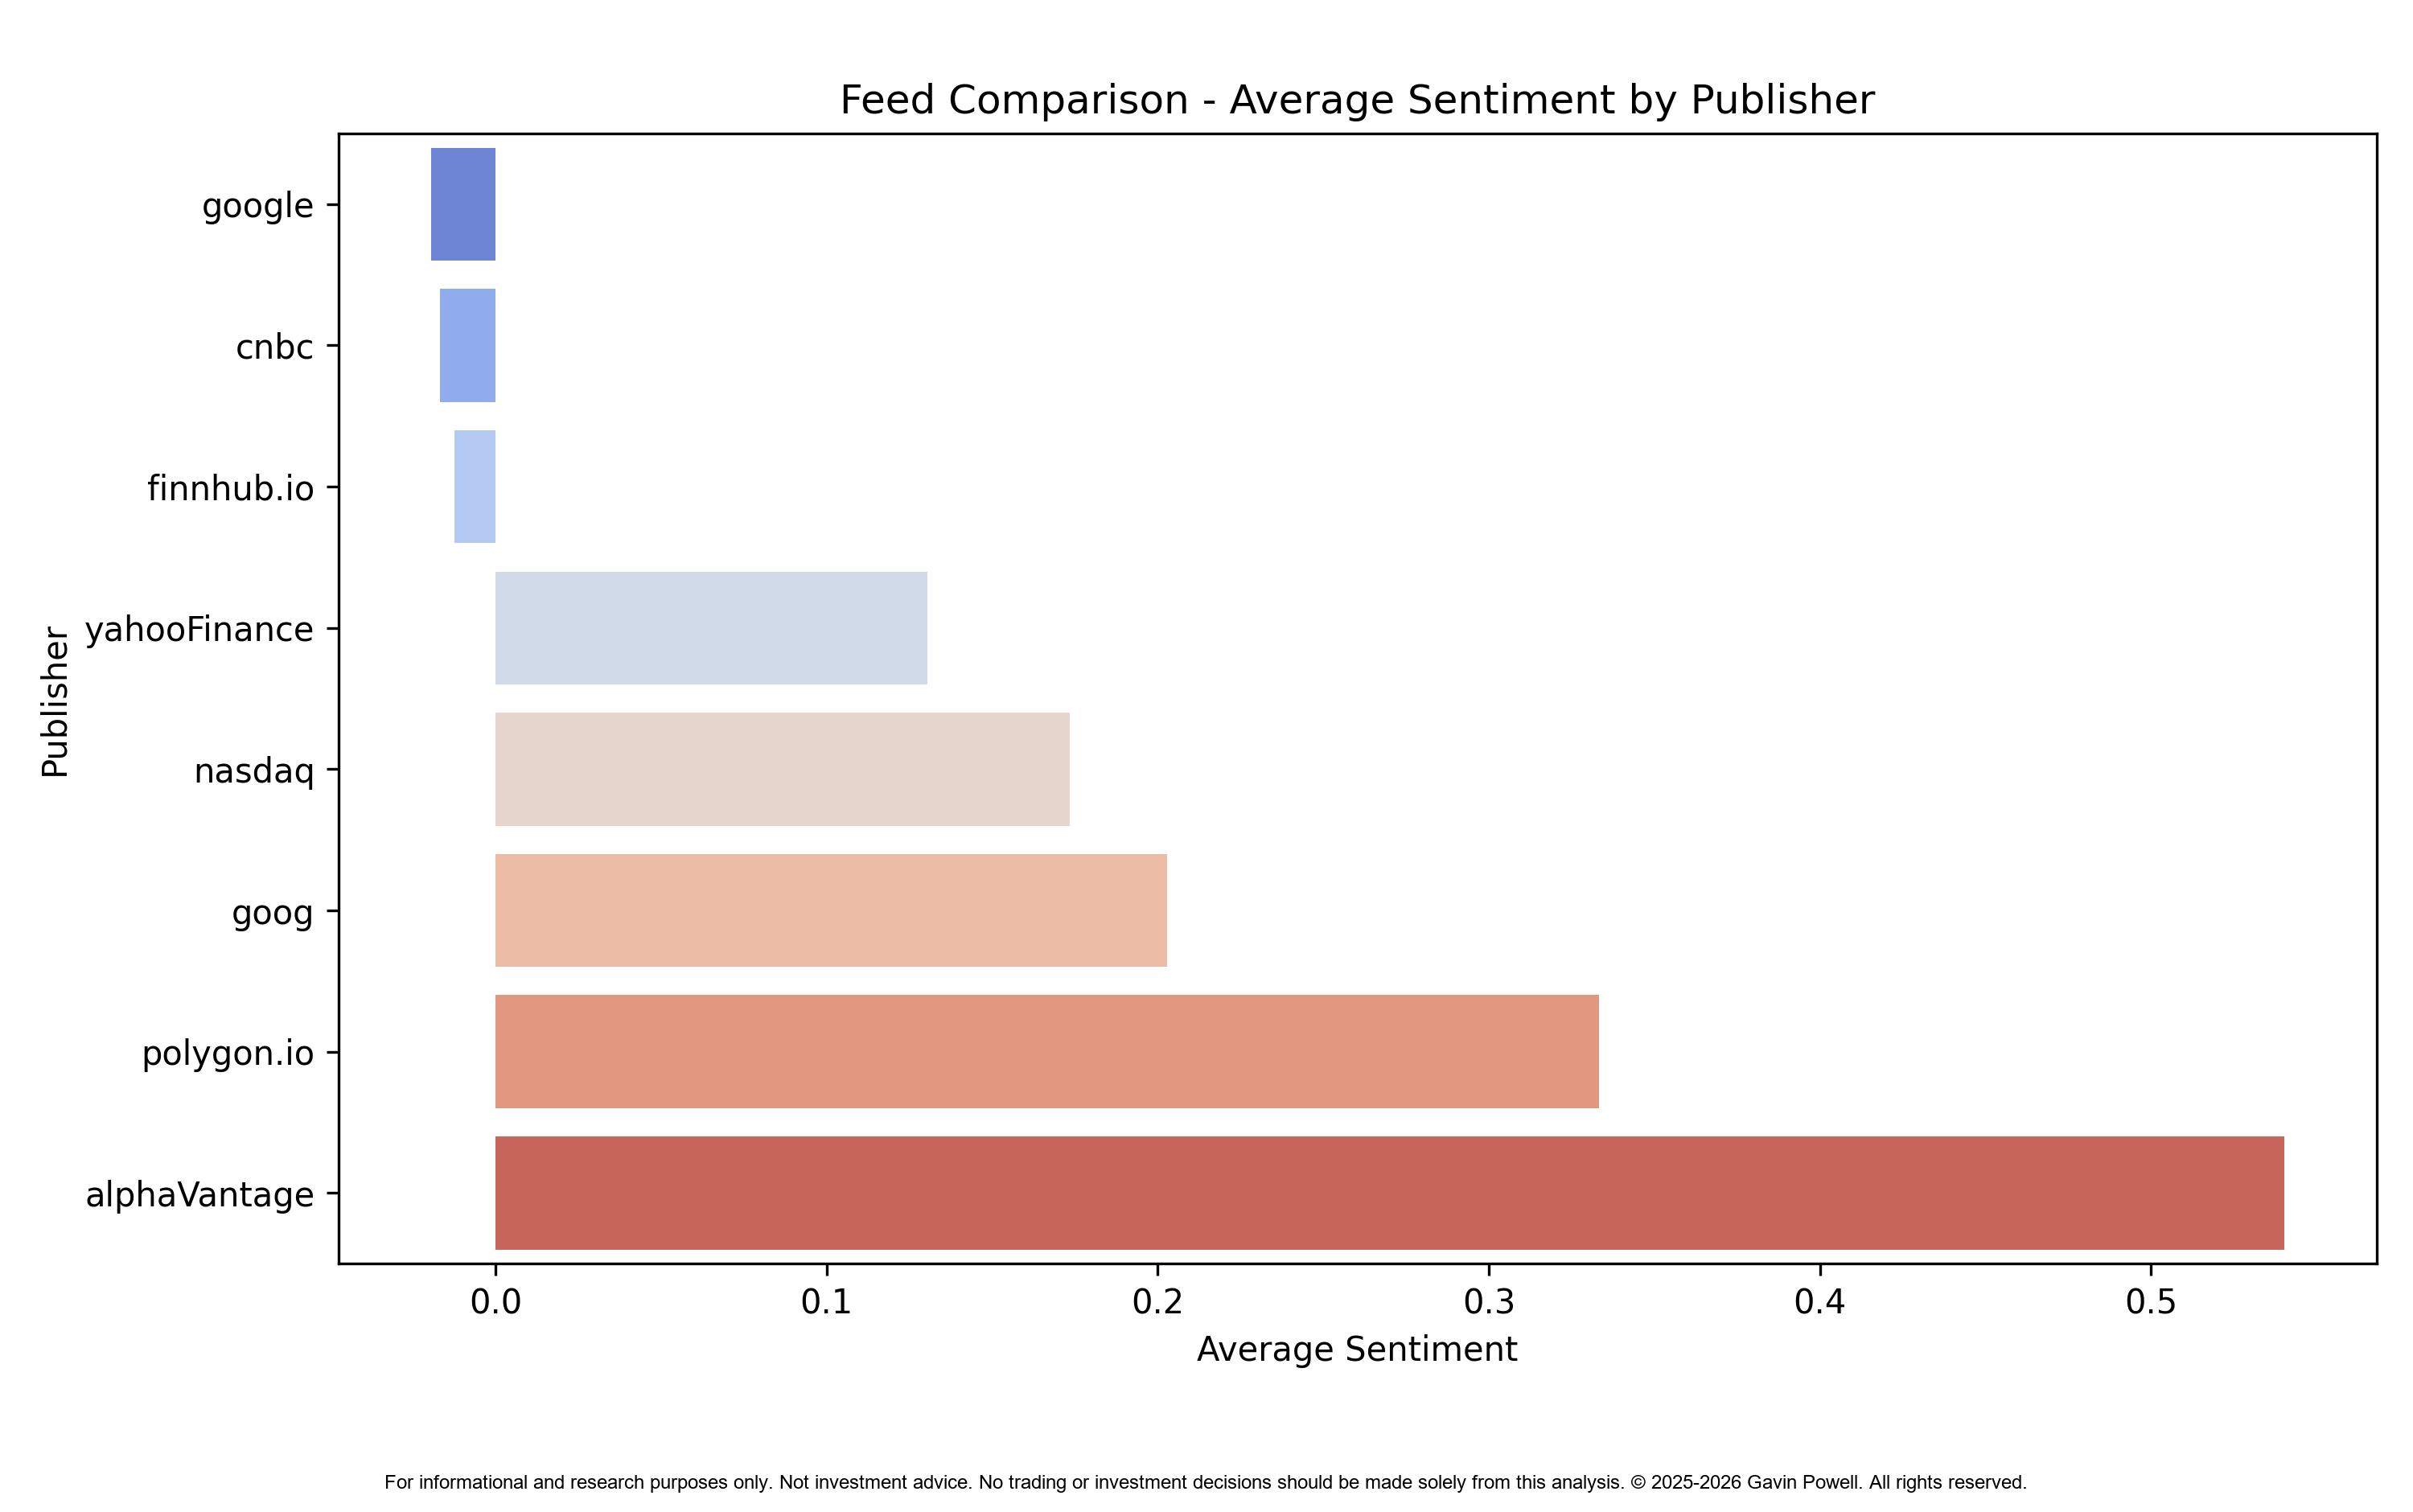 Feed Comparison - Average Sentiment by Publisher
google
cnbc
finnhub.io
yahooFinance
nasdaq
goog
polygon.io
alphaVantage
Publisher
0.0 0.1 0.2 0.3 0.4 0.5
Average Sentiment
For informational and research purposes only. Not investment advice. No trading or investment decisions should be made solely from this analysis. © 2025-2026 Gavin Powell. All rights reserved.